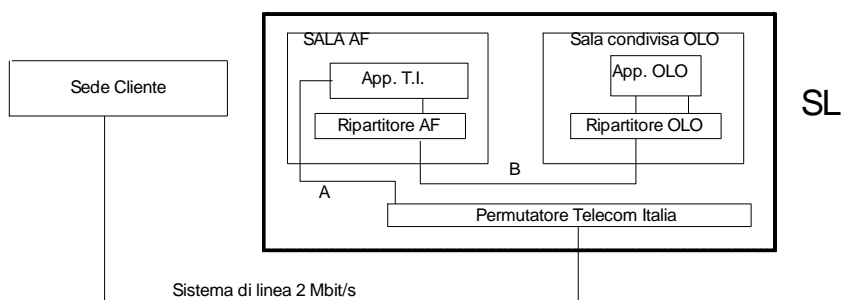 SALA AF
Sala condivisa OLO
Sede Cliente
App. T.I.
App. OLO
SL
Ripartitore AF
Ripartitore OLO
A
B
Permutatore Telecom Italia
Sistema di linea 2 Mbit/s